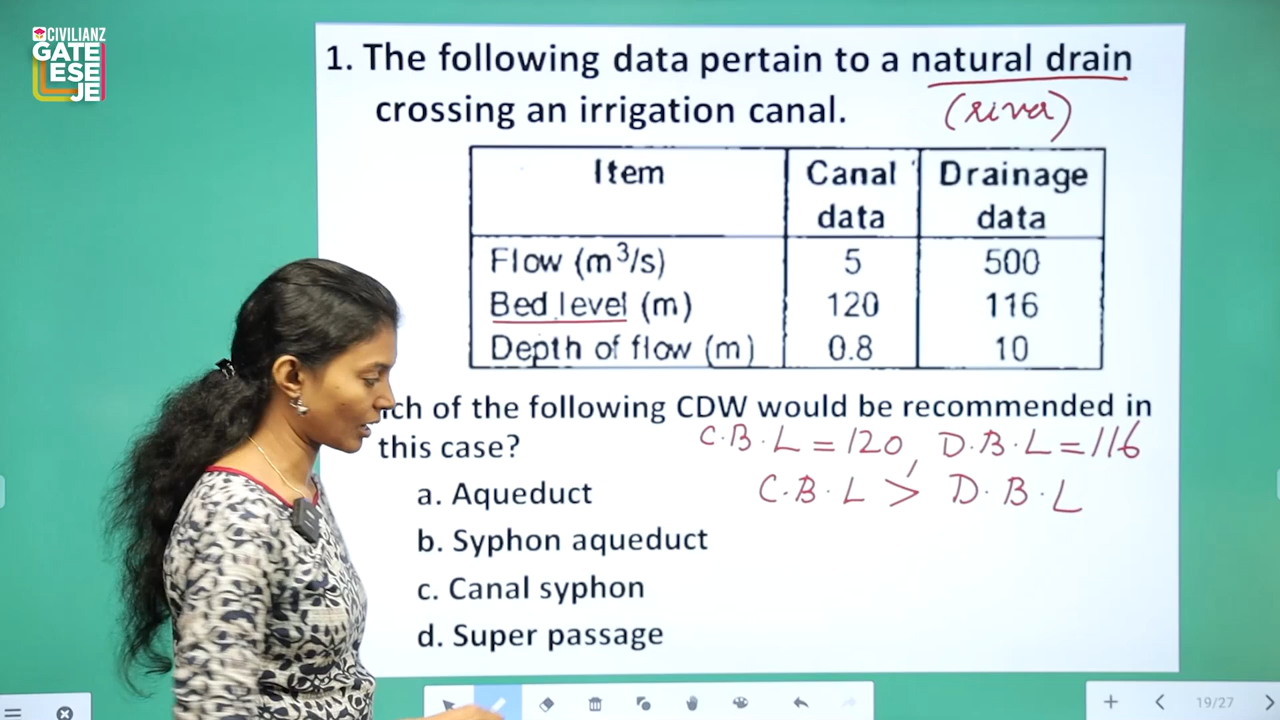 CIVILIANZ
GATE
ESE
JE
1. The following data pertain to a natural drain
crossing an irrigation canal. (river)
Item Canal data Drainage data
Flow (m³/s) 5 500
Bed level (m) 120 116
Depth of flow (m) 0.8 10
ich of the following CDW would be recommended in
this case? C.B.L = 120, D.B.L = 116
C.B.L > D.B.L
a. Aqueduct
b. Syphon aqueduct
c. Canal syphon
d. Super passage
19/27